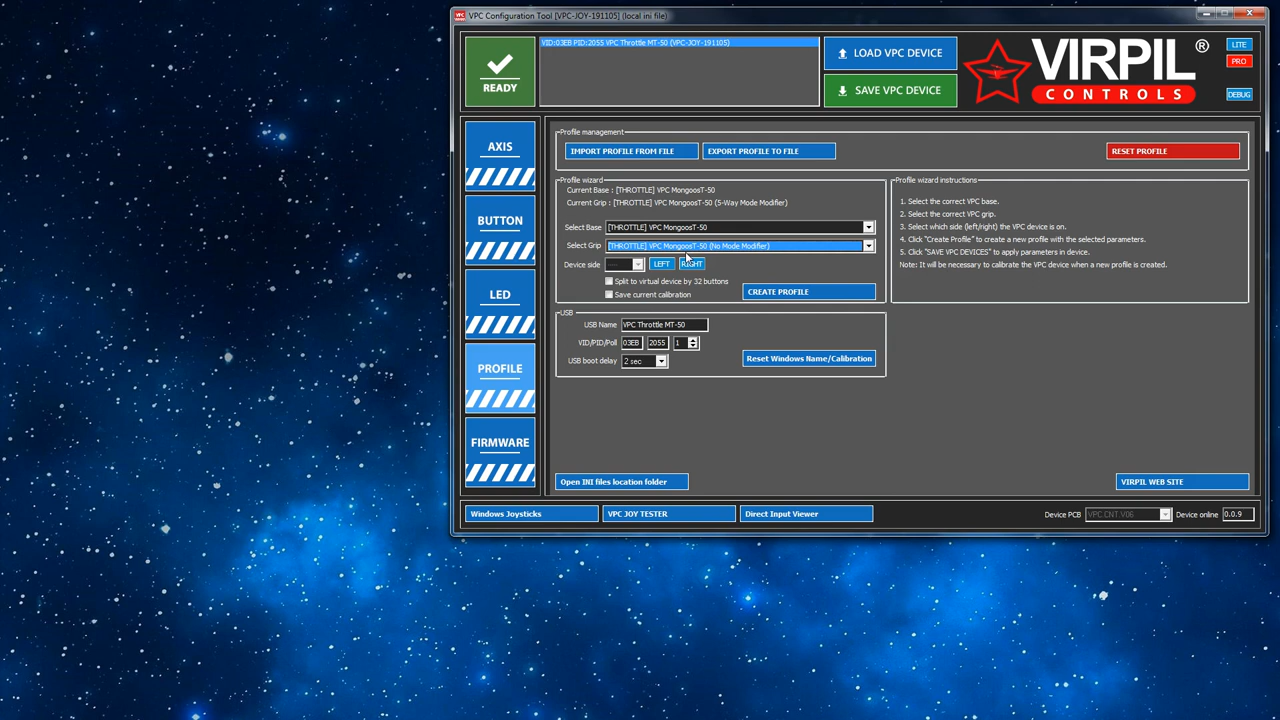 VPC Configuration Tool [VPC-JOY-191105] (local ini file)
READY
VID:03EB PID:2055 VPC Throttle MT-50 (VPC-JOY-191105)
LOAD VPC DEVICE
SAVE VPC DEVICE
VIRPIL ®
CONTROLS
LITE
PRO
DEBUG
AXIS
BUTTON
LED
PROFILE
FIRMWARE
Profile management
IMPORT PROFILE FROM FILE
EXPORT PROFILE TO FILE
RESET PROFILE
Profile wizard
Current Base : [THROTTLE] VPC MongoosT-50
Current Grip : [THROTTLE] VPC MongoosT-50 (5-Way Mode Modifier)
Select Base [THROTTLE] VPC MongoosT-50
Select Grip [THROTTLE] VPC MongoosT-50 (No Mode Modifier)
Device side ---- LEFT RIGHT
Split to virtual device by 32 buttons
Save current calibration
CREATE PROFILE
Profile wizard instructions
1. Select the correct VPC base.
2. Select the correct VPC grip.
3. Select which side (left/right) the VPC device is on.
4. Click "Create Profile" to create a new profile with the selected parameters.
5. Click "SAVE VPC DEVICES" to apply parameters in device.
Note: It will be necessary to calibrate the VPC device when a new profile is created.
USB
USB Name VPC Throttle MT-50
VID/PID/Poll 03EB 2055 1
USB boot delay 2 sec
Reset Windows Name/Calibration
Open INI files location folder
VIRPIL WEB SITE
Windows Joysticks
VPC JOY TESTER
Direct Input Viewer
Device PCB VPC.CNT.V06
Device online 0.0.9